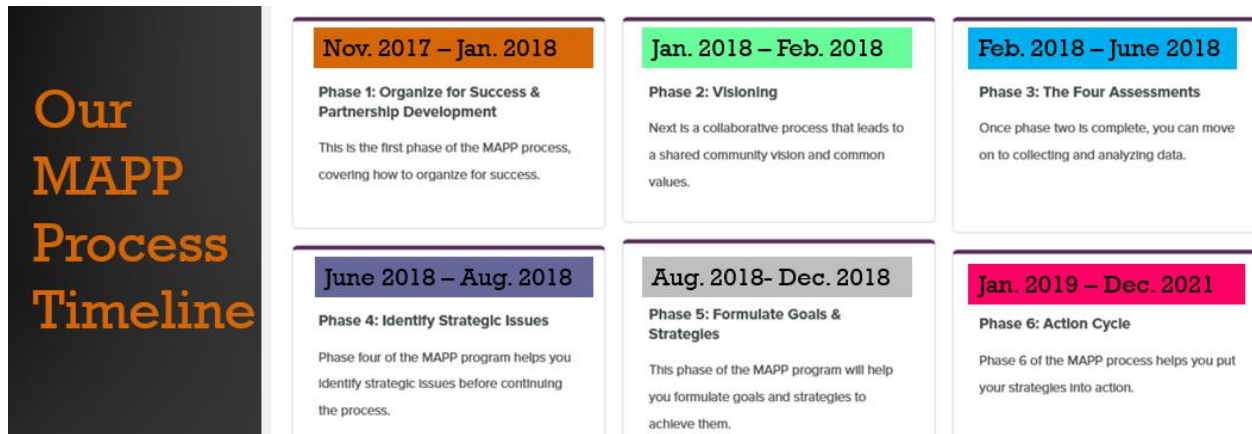 Our
MAPP
Process
Timeline
Nov. 2017 – Jan. 2018
Phase 1: Organize for Success &
Partnership Development
This is the first phase of the MAPP process,
covering how to organize for success.
Jan. 2018 – Feb. 2018
Phase 2: Visioning
Next is a collaborative process that leads to
a shared community vision and common
values.
Feb. 2018 – June 2018
Phase 3: The Four Assessments
Once phase two is complete, you can move
on to collecting and analyzing data.
June 2018 – Aug. 2018
Phase 4: Identify Strategic Issues
Phase four of the MAPP program helps you
identify strategic issues before continuing
the process.
Aug. 2018- Dec. 2018
Phase 5: Formulate Goals &
Strategies
This phase of the MAPP program will help
you formulate goals and strategies to
achieve them.
Jan. 2019 – Dec. 2021
Phase 6: Action Cycle
Phase 6 of the MAPP process helps you put
your strategies into action.